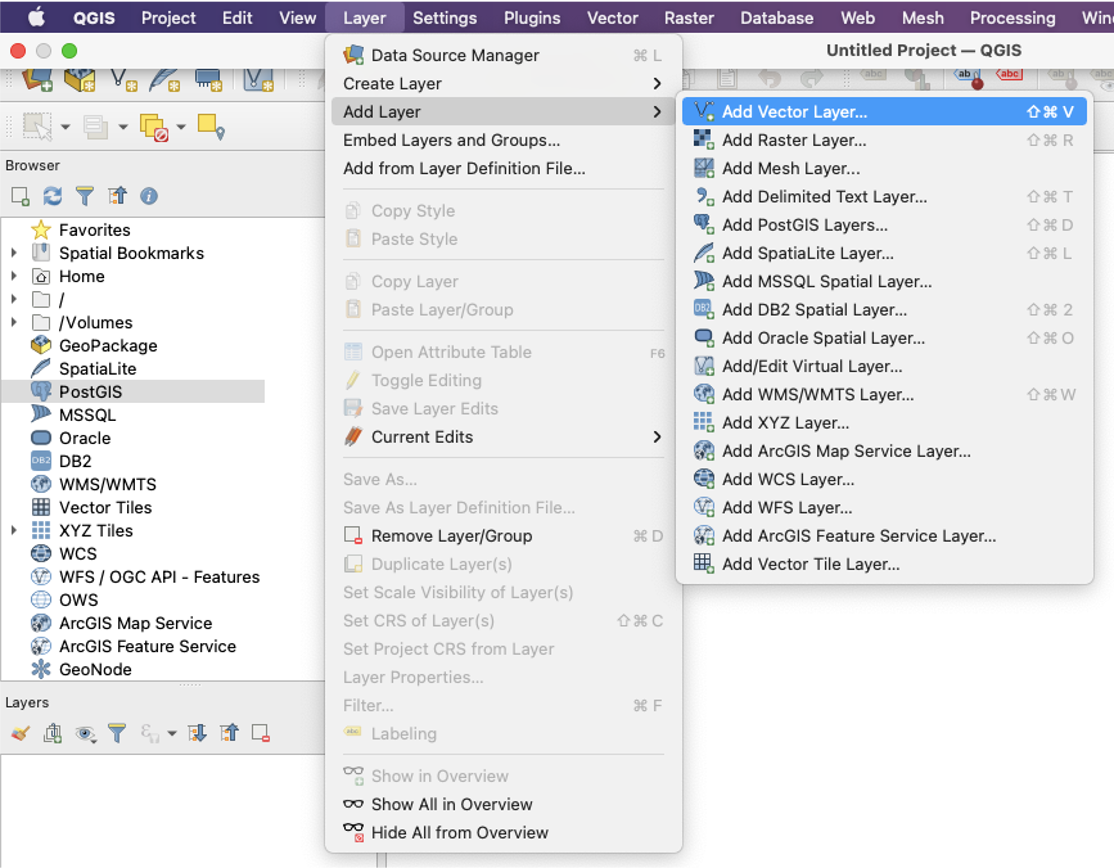 QGIS Project Edit View Layer Settings Plugins Vector Raster Database Web Mesh Processing
Untitled Project — QGIS
Browser
Favorites
Spatial Bookmarks
Home
/
/Volumes
GeoPackage
SpatiaLite
PostGIS
MSSQL
Oracle
DB2
DB2
WMS/WMTS
Vector Tiles
XYZ Tiles
WCS
WFS / OGC API - Features
OWS
ArcGIS Map Service
ArcGIS Feature Service
GeoNode
Layers
Data Source Manager ⌘ L
Create Layer
Add Layer
Embed Layers and Groups...
Add from Layer Definition File...
Copy Style
Paste Style
Copy Layer
Paste Layer/Group
Open Attribute Table F6
Toggle Editing
Save Layer Edits
Current Edits
Save As...
Save As Layer Definition File...
Remove Layer/Group ⌘ D
Duplicate Layer(s)
Set Scale Visibility of Layer(s)
Set CRS of Layer(s) ⇧ ⌘ C
Set Project CRS from Layer
Layer Properties...
Filter... ⌘ F
abc Labeling
Show in Overview
Show All in Overview
Hide All from Overview
abc ab abc abc
Add Vector Layer... ⇧ ⌘ V
Add Raster Layer... ⇧ ⌘ R
Add Mesh Layer...
Add Delimited Text Layer... ⇧ ⌘ T
Add PostGIS Layers... ⇧ ⌘ D
Add SpatiaLite Layer... ⇧ ⌘ L
Add MSSQL Spatial Layer...
DB2 Add DB2 Spatial Layer... ⇧ ⌘ 2
Add Oracle Spatial Layer... ⇧ ⌘ O
Add/Edit Virtual Layer...
Add WMS/WMTS Layer... ⇧ ⌘ W
Add XYZ Layer...
Add ArcGIS Map Service Layer...
Add WCS Layer...
Add WFS Layer...
Add ArcGIS Feature Service Layer...
Add Vector Tile Layer...